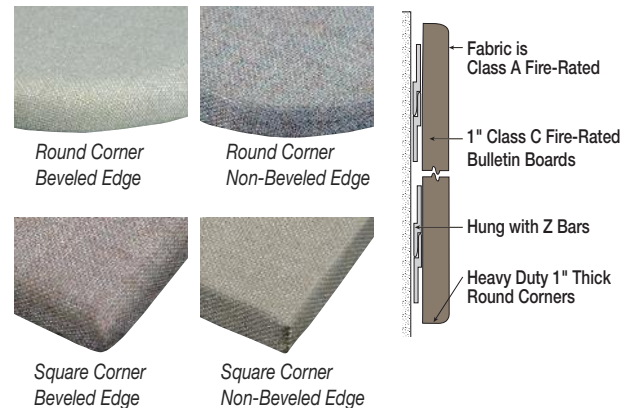 Round Corner
Beveled Edge
Round Corner
Non-Beveled Edge
Square Corner
Beveled Edge
Square Corner
Non-Beveled Edge
Fabric is
Class A Fire-Rated
1" Class C Fire-Rated
Bulletin Boards
Hung with Z Bars
Heavy Duty 1" Thick
Round Corners